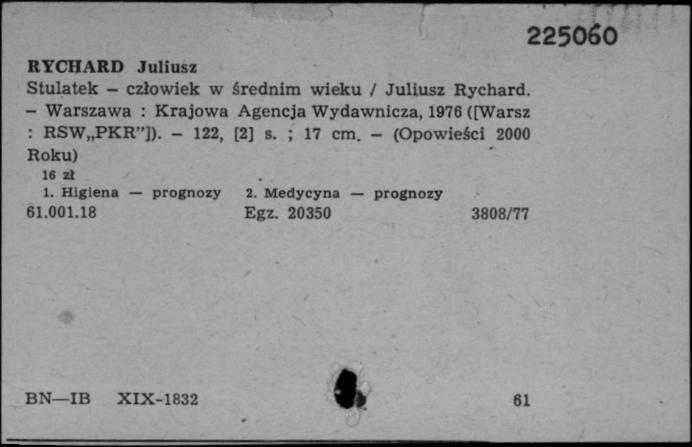 225060
RYCHARD Juliusz
Stulatek — człowiek w średnim wieku / Juliusz Rychard.
— Warszawa : Krajowa Agencja Wydawnicza, 1976 ([Warsz
: RSW„PKR”]). — 122, [2] s. ; 17 cm. — (Opowieści 2000
Roku)
16 zł
1. Higiena — prognozy 2. Medycyna — prognozy
61.001.18 Egz. 20350 3808/77
BN—IB XIX-1832 61